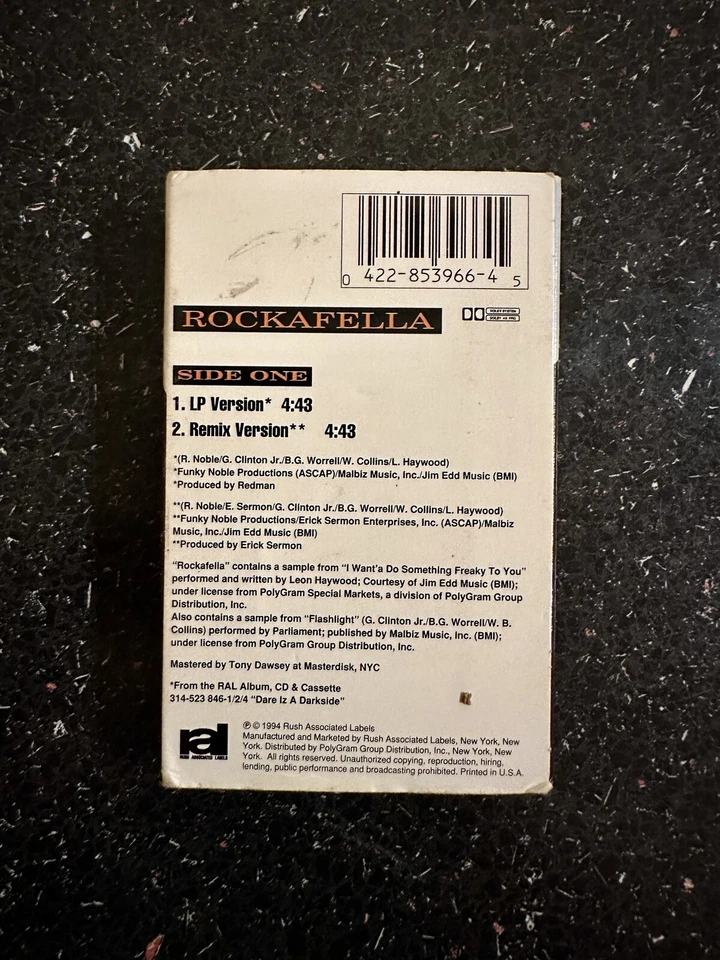 0 422-853966-4 5
ROCKAFELLA
DOLBY SYSTEM
DOLBY HX PRO
SIDE ONE
1. LP Version* 4:43
2. Remix Version** 4:43
*(R. Noble/G. Clinton Jr./B.G. Worrell/W. Collins/L. Haywood)
*Funky Noble Productions (ASCAP)/Malbiz Music, Inc./Jim Edd Music (BMI)
*Produced by Redman
**(R. Noble/E. Sermon/G. Clinton Jr./B.G. Worrell/W. Collins/L. Haywood)
**Funky Noble Productions/Erick Sermon Enterprises, Inc. (ASCAP)/Malbiz
Music, Inc./Jim Edd Music (BMI)
**Produced by Erick Sermon
"Rockafella" contains a sample from "I Want'a Do Something Freaky To You"
performed and written by Leon Haywood; Courtesy of Jim Edd Music (BMI);
under license from PolyGram Special Markets, a division of PolyGram Group
Distribution, Inc.
Also contains a sample from "Flashlight" (G. Clinton Jr./B.G. Worrell/W. B.
Collins) performed by Parliament; published by Malbiz Music, Inc. (BMI);
under license from PolyGram Group Distribution, Inc.
Mastered by Tony Dawsey at Masterdisk, NYC
*From the RAL Album, CD & Cassette
314-523 846-1/2/4 "Dare Iz A Darkside"
ral
RUSH ASSOCIATED LABELS
℗ © 1994 Rush Associated Labels
Manufactured and Marketed by Rush Associated Labels, New York, New
York. Distributed by PolyGram Group Distribution, Inc., New York, New
York. All rights reserved. Unauthorized copying, reproduction, hiring,
lending, public performance and broadcasting prohibited. Printed in U.S.A.